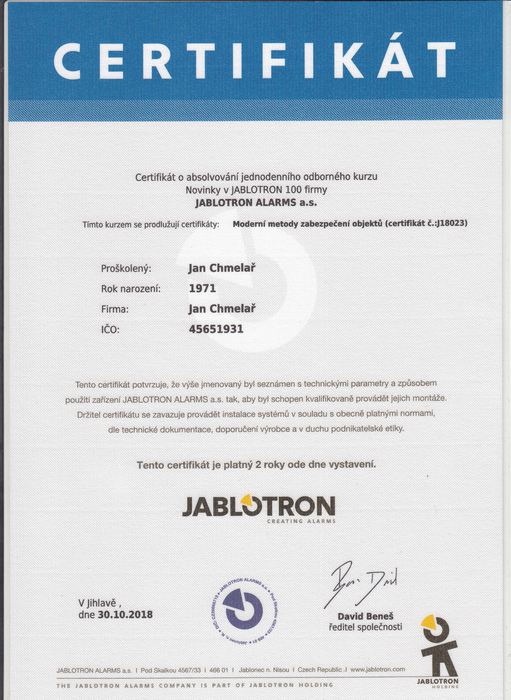 CERTIFIKÁT
Certifikát o absolvování jednodenního odborného kurzu
Novinky v JABLOTRON 100 firmy
JABLOTRON ALARMS a.s.
Tímto kurzem se prodlužují certifikáty: Moderní metody zabezpečení objektů (certifikát č.:J18023)
Proškolený: Jan Chmelař
Rok narození: 1971
Firma: Jan Chmelař
IČO: 45651931
Tento certifikát potvrzuje, že výše jmenovaný byl seznámen s technickými parametry a způsobem
použití zařízení JABLOTRON ALARMS a.s. tak, aby byl schopen kvalifikovaně provádět jejich montáže.
Držitel certifikátu se zavazuje provádět instalace systémů v souladu s obecně platnými normami,
dle technické dokumentace, doporučení výrobce a v duchu podnikatelské etiky.
Tento certifikát je platný 2 roky ode dne vystavení.
JABLOTRON
CREATING ALARMS
V Jihlavě ,
dne 30.10.2018
JABLOTRON ALARMS a.s.
David Beneš
ředitel společnosti
JABLOTRON
HOLDING
JABLOTRON ALARMS a.s. I Pod Skalkou 4567/33 I 466 01 I Jablonec n. Nisou I Czech Republic .I www.jablotron.com
THE JABLOTRON ALARMS COMPANY IS PART OF JABLOTRON HOLDING